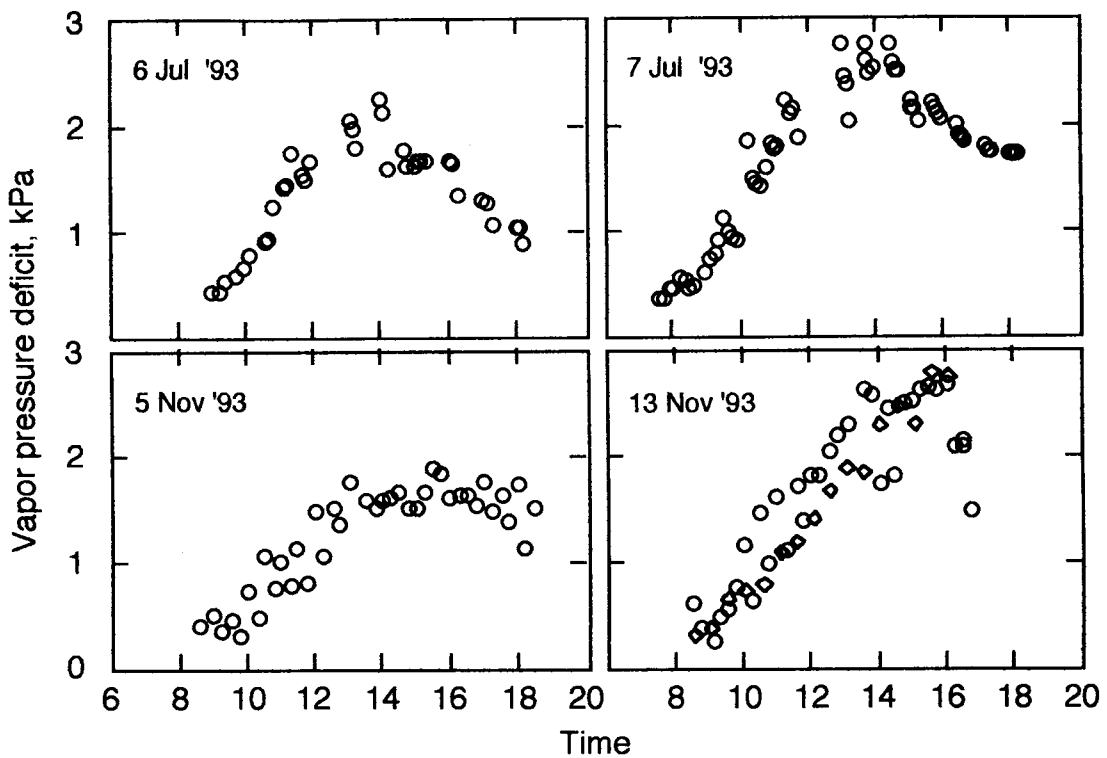 3
2
1
6 Jul '93
7 Jul '93
Vapor pressure deficit, kPa
3
2
1
0
5 Nov '93
13 Nov '93
6 8 10 12 14 16 18 20 8 10 12 14 16 18 20
Time